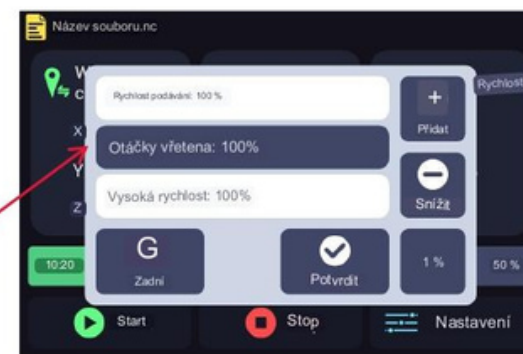 Název souboru.nc
W
C
X
Y
Z
Rychlost
Rychlost podávání: 100 %
Otáčky vřetena: 100%
Vysoká rychlost: 100%
+
Přidat
Snížit
G
Zadní
Potvrdit
1 %
10:20
50 %
Start
Stop
Nastavení